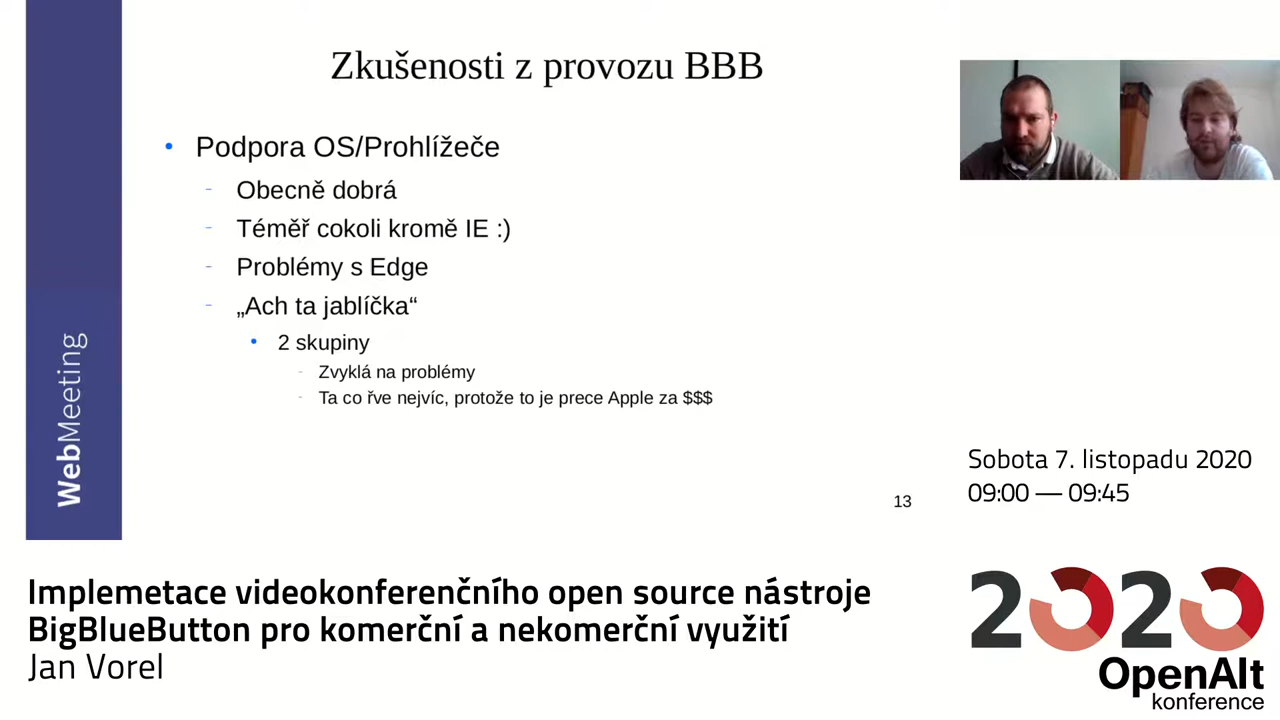 Zkušenosti z provozu BBB
Podpora OS/Prohlížeče
Obecně dobrá
Téměř cokoli kromě IE :)
Problémy s Edge
„Ach ta jablíčka“
2 skupiny
Zvyklá na problémy
Ta co řve nejvíc, protože to je prece Apple za $$$
13
WebMeeting
Sobota 7. listopadu 2020
09:00 — 09:45
Implemetace videokonferenčního open source nástroje
BigBlueButton pro komerční a nekomerční využití
Jan Vorel
2020
OpenAlt
konference